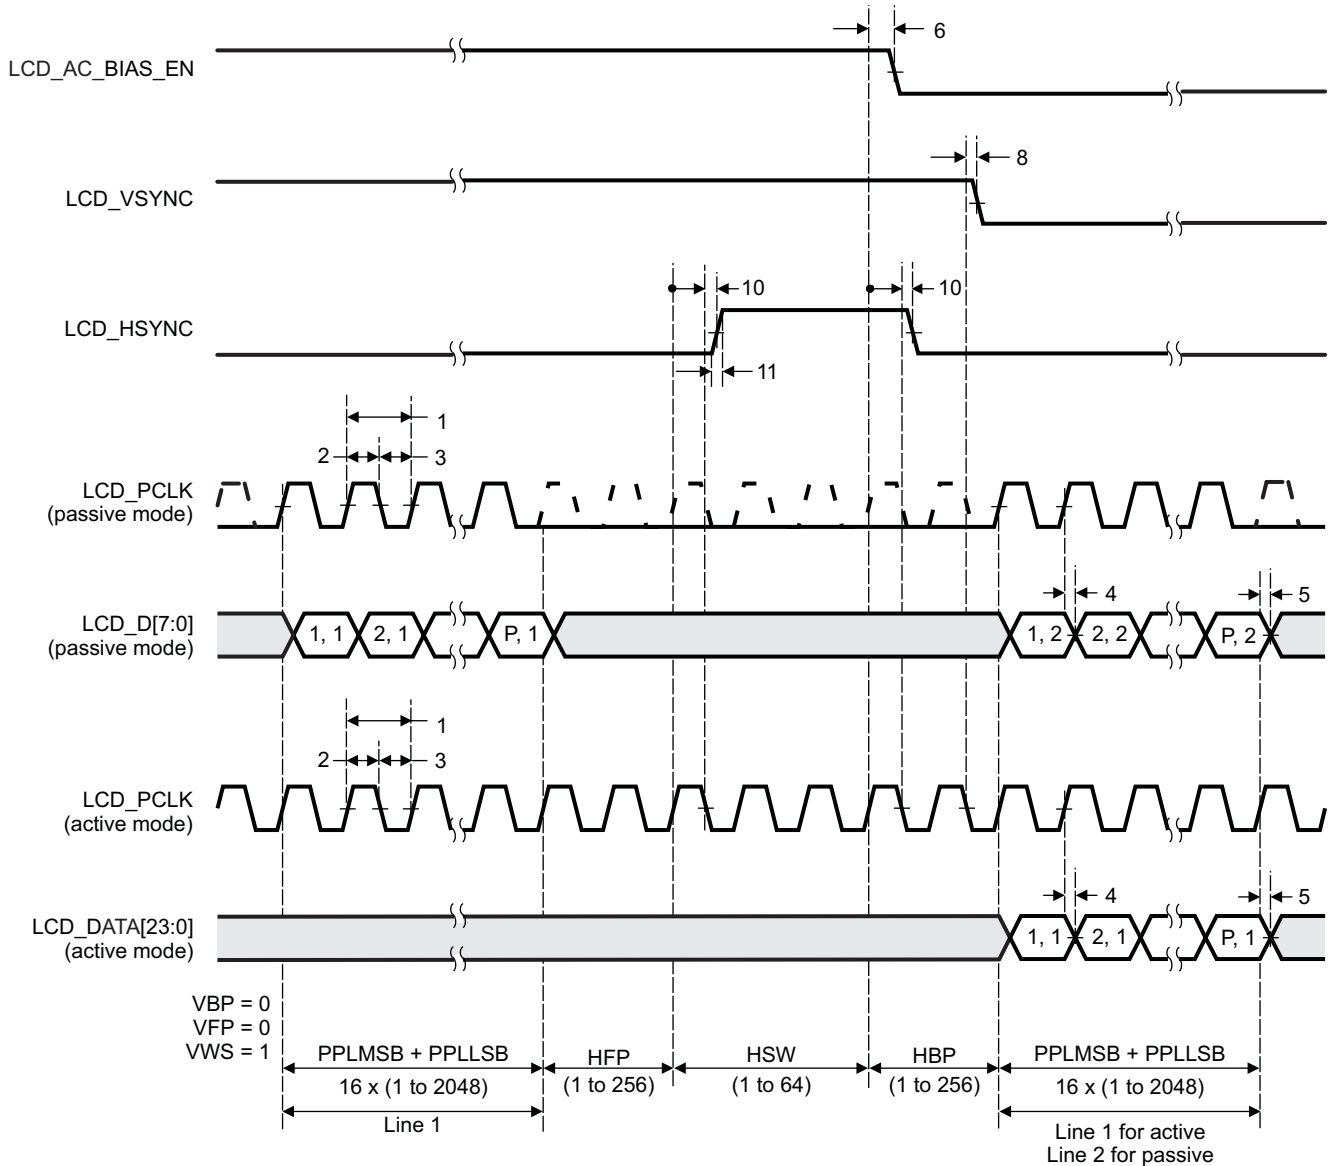 6
LCD_AC_BIAS_EN
8
LCD_VSYNC
10
10
LCD_HSYNC
11
1
2
3
LCD_PCLK
(passive mode)
4
5
LCD_D[7:0]
(passive mode)
1, 1
2, 1
P, 1
1, 2
2, 2
P, 2
1
2
3
LCD_PCLK
(active mode)
4
5
LCD_DATA[23:0]
(active mode)
1, 1
2, 1
P, 1
VBP = 0
VFP = 0
VWS = 1
PPLMSB + PPLLSB
16 x (1 to 2048)
Line 1
HFP
(1 to 256)
HSW
(1 to 64)
HBP
(1 to 256)
PPLMSB + PPLLSB
16 x (1 to 2048)
Line 1 for active
Line 2 for passive